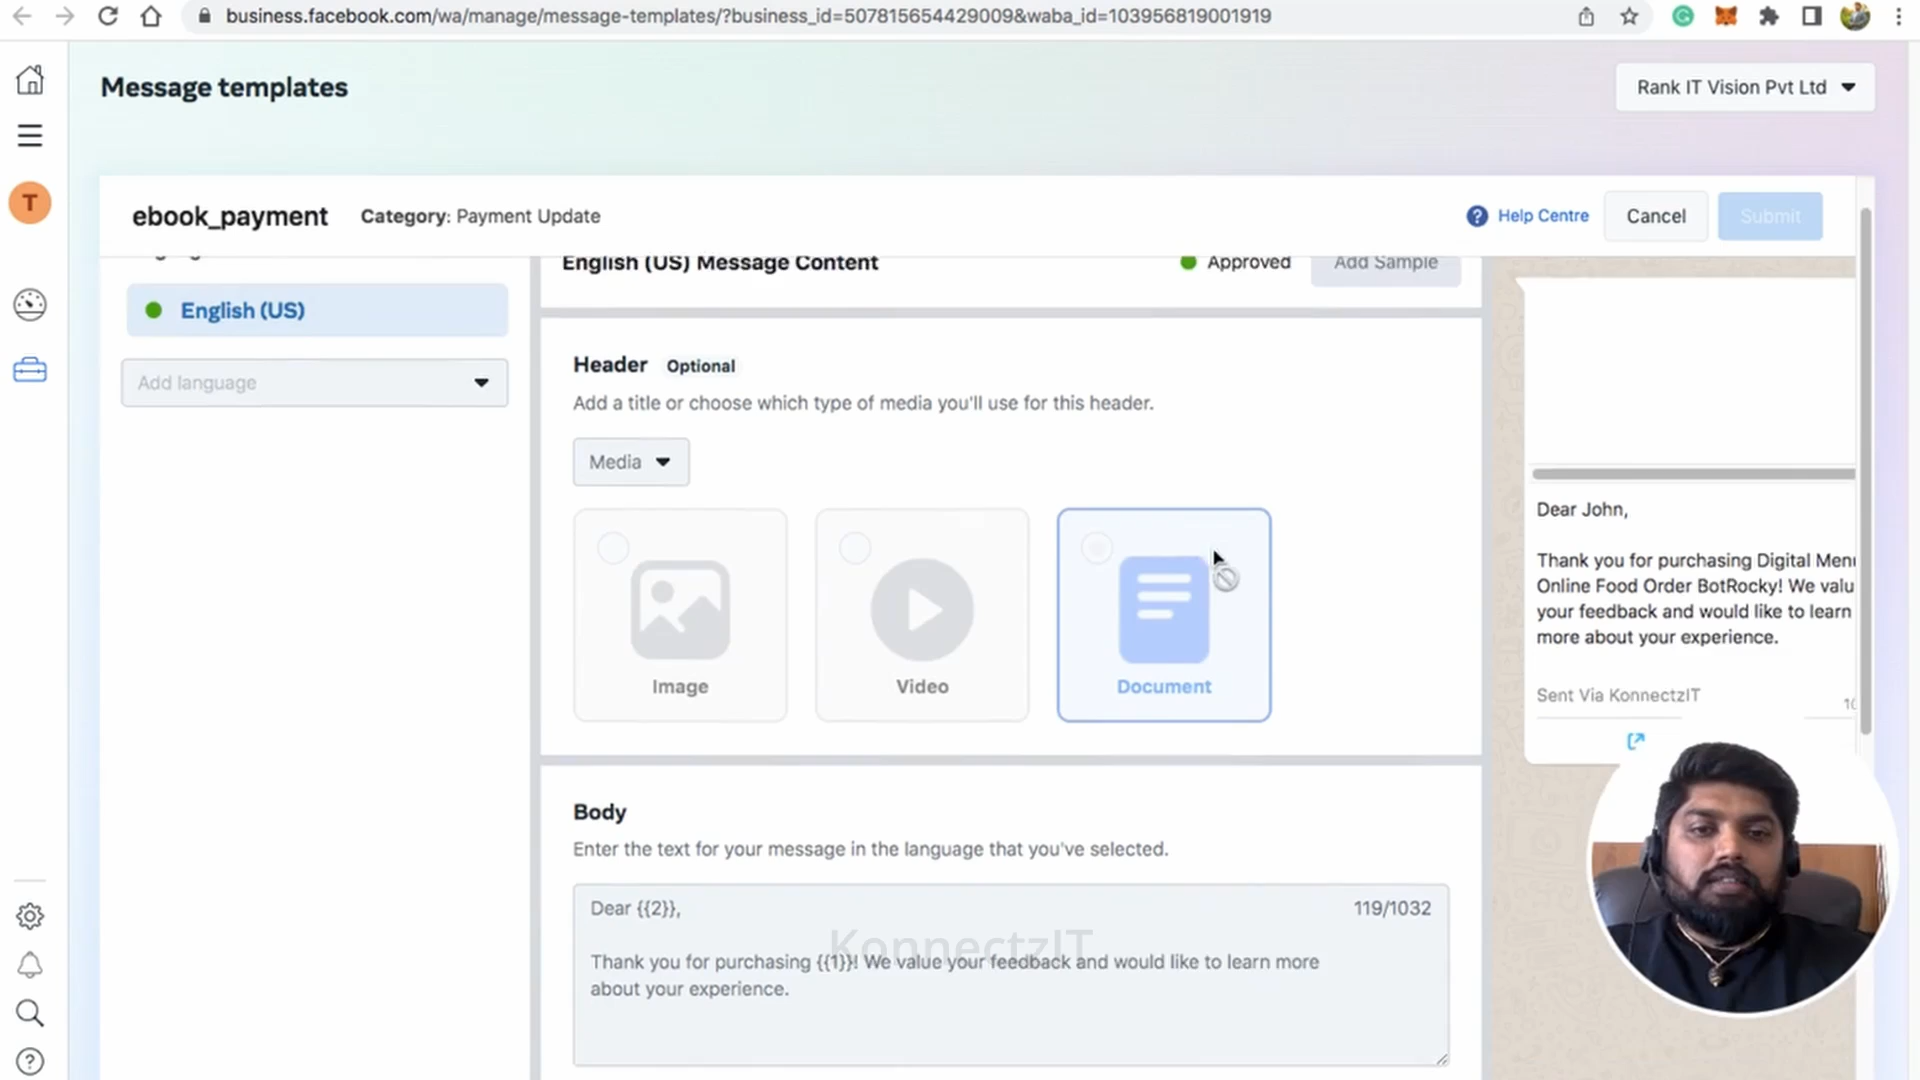 business.facebook.com/wa/manage/message-templates/?business_id=507815654429009&waba_id=103956819001919
Message templates
Rank IT Vision Pvt Ltd
T
ebook_payment
Category: Payment Update
? Help Centre
Cancel
Submit
English (US) Message Content
Approved
Add Sample
English (US)
Add language
Header Optional
Add a title or choose which type of media you'll use for this header.
Media
Image
Video
Document
Dear John,
Thank you for purchasing Digital Menu
Online Food Order BotRocky! We valu
your feedback and would like to learn
more about your experience.
Sent Via KonnectzIT
10
Body
Enter the text for your message in the language that you've selected.
Dear {{2}},
119/1032
KonnectzIT
Thank you for purchasing {{1}}! We value your feedback and would like to learn more
about your experience.
?